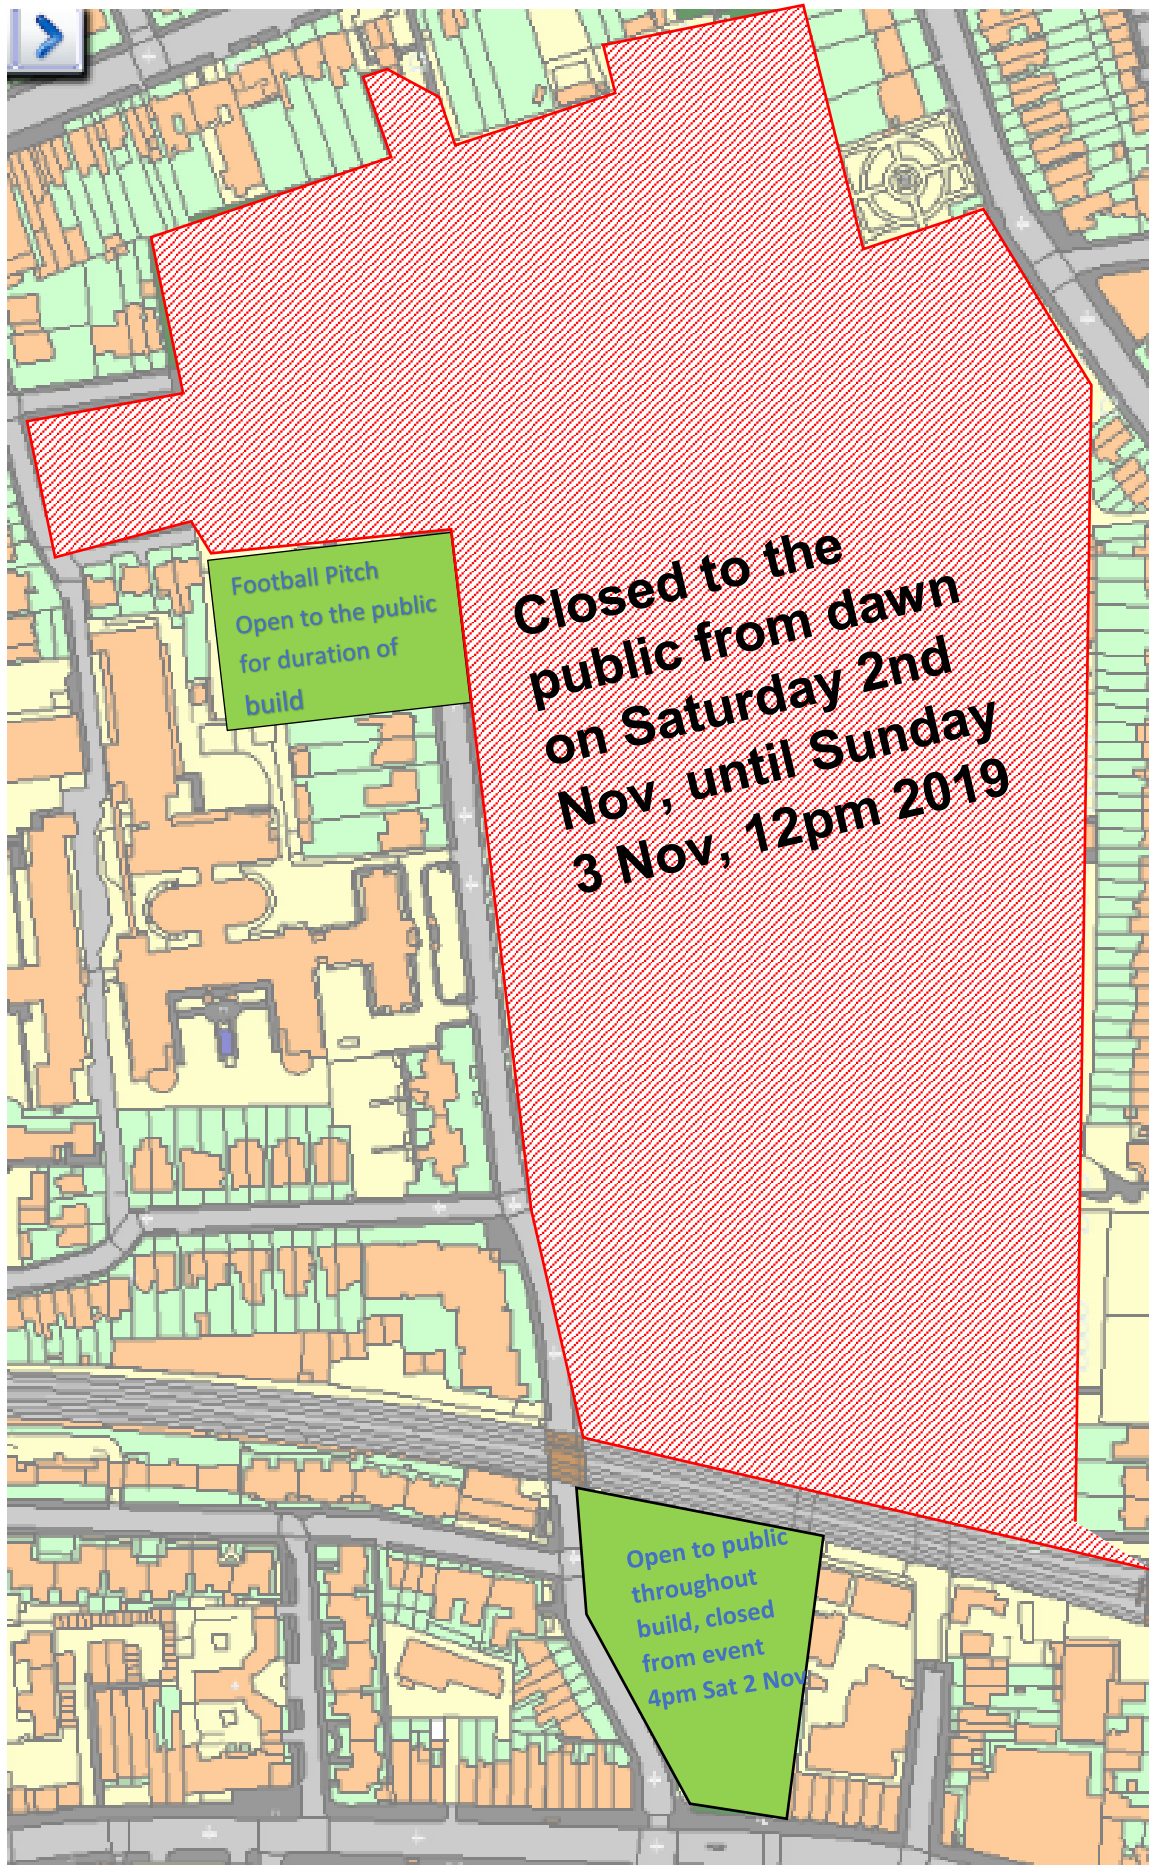 Football Pitch
Open to the public
for duration of
build
Closed to the
public from dawn
on Saturday 2nd
Nov, until Sunday
3 Nov, 12pm 2019
Open to public
throughout
build, closed
from event
4pm Sat 2 Nov